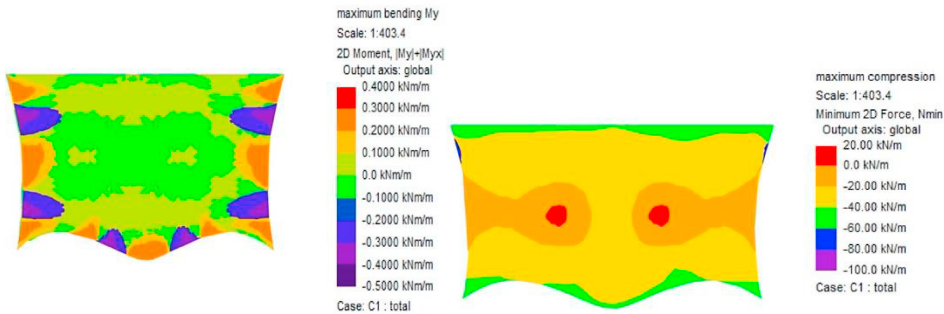 maximum bending My
Scale: 1:403.4
2D Moment, |My|+|Myx|
Output axis: global
0.4000 kNm/m
0.3000 kNm/m
0.2000 kNm/m
0.1000 kNm/m
0.0 kNm/m
-0.1000 kNm/m
-0.2000 kNm/m
-0.3000 kNm/m
-0.4000 kNm/m
-0.5000 kNm/m
Case: C1 : total
maximum compression
Scale: 1:403.4
Minimum 2D Force, Nmin
Output axis: global
20.00 kN/m
0.0 kN/m
-20.00 kN/m
-40.00 kN/m
-60.00 kN/m
-80.00 kN/m
-100.0 kN/m
Case: C1 : total